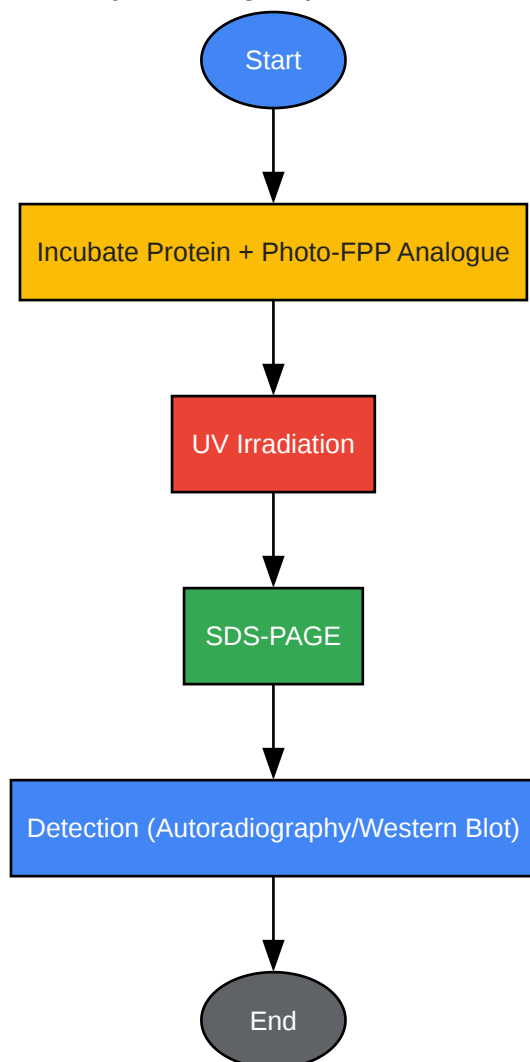 Start
Incubate Protein + Photo-FPP Analogue
UV Irradiation
SDS-PAGE
Detection (Autoradiography/Western Blot)
End